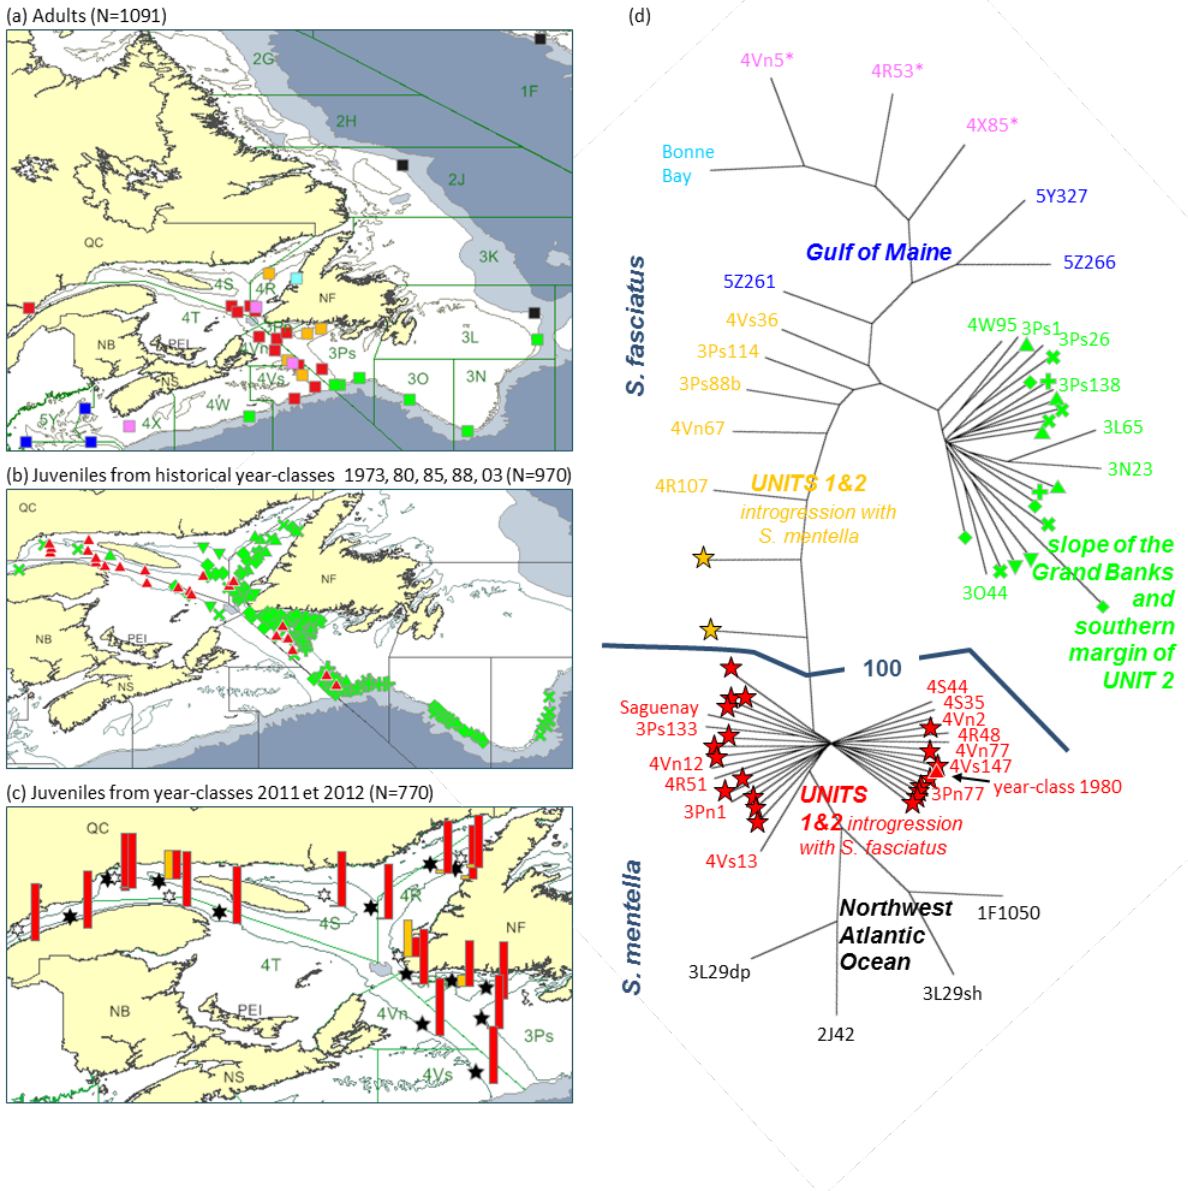 (a) Adults (N=1091)
2G
1F
2H
2J
QC
3K
4S
4R
NF
4T
3L
NB
PEI
4Vn
3Ps
NS
4Vs
3O
3N
4W
5Y
4X
(b) Juveniles from historical year-classes 1973, 80, 85, 88, 03 (N=970)
QC
NF
NB
PEI
NS
(c) Juveniles from year-classes 2011 et 2012 (N=770)
QC
4R
4S
NF
4T
NB
PEI
4Vn
3Ps
NS
4Vs
(d)
4Vn5*
4R53*
4X85*
Bonne
Bay
5Y327
Gulf of Maine
5Z266
5Z261
S. fasciatus
4Vs36
4W95
3Ps1
3Ps26
3Ps114
3Ps88b
3Ps138
4Vn67
3L65
3N23
4R107
UNITS 1&2
introgression with
S. mentella
slope of the
Grand Banks
and
southern
margin of
UNIT 2
3O44
100
Saguenay
3Ps133
4Vn12
4R51
3Pn1
4Vs13
4S44
4S35
4Vn2
4R48
4Vn77
4Vs147
year-class 1980
3Pn77
UNITS
1&2 introgression
with S. fasciatus
S. mentella
Northwest
Atlantic
Ocean
1F1050
3L29dp
3L29sh
2J42